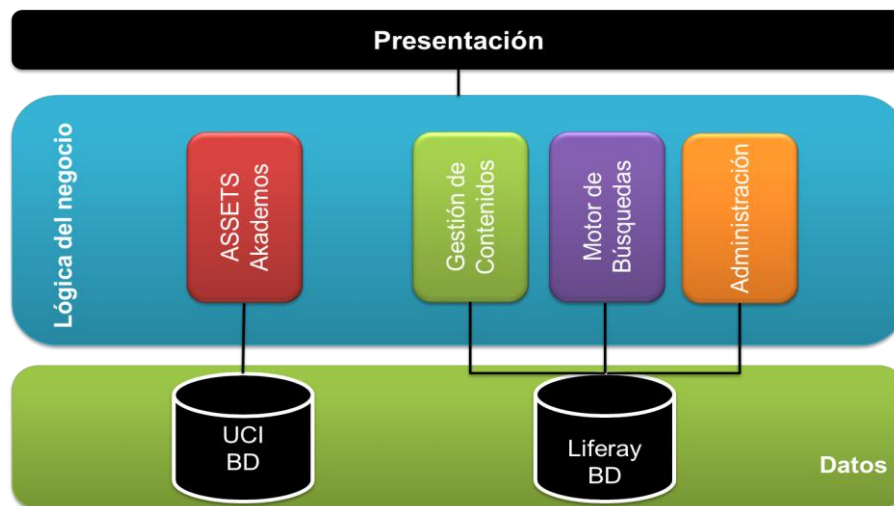 Presentación
Lógica del negocio
ASSETS
Akademos
Gestión de
Contenidos
Motor de
Búsquedas
Administración
UCI
BD
Liferay
BD
Datos